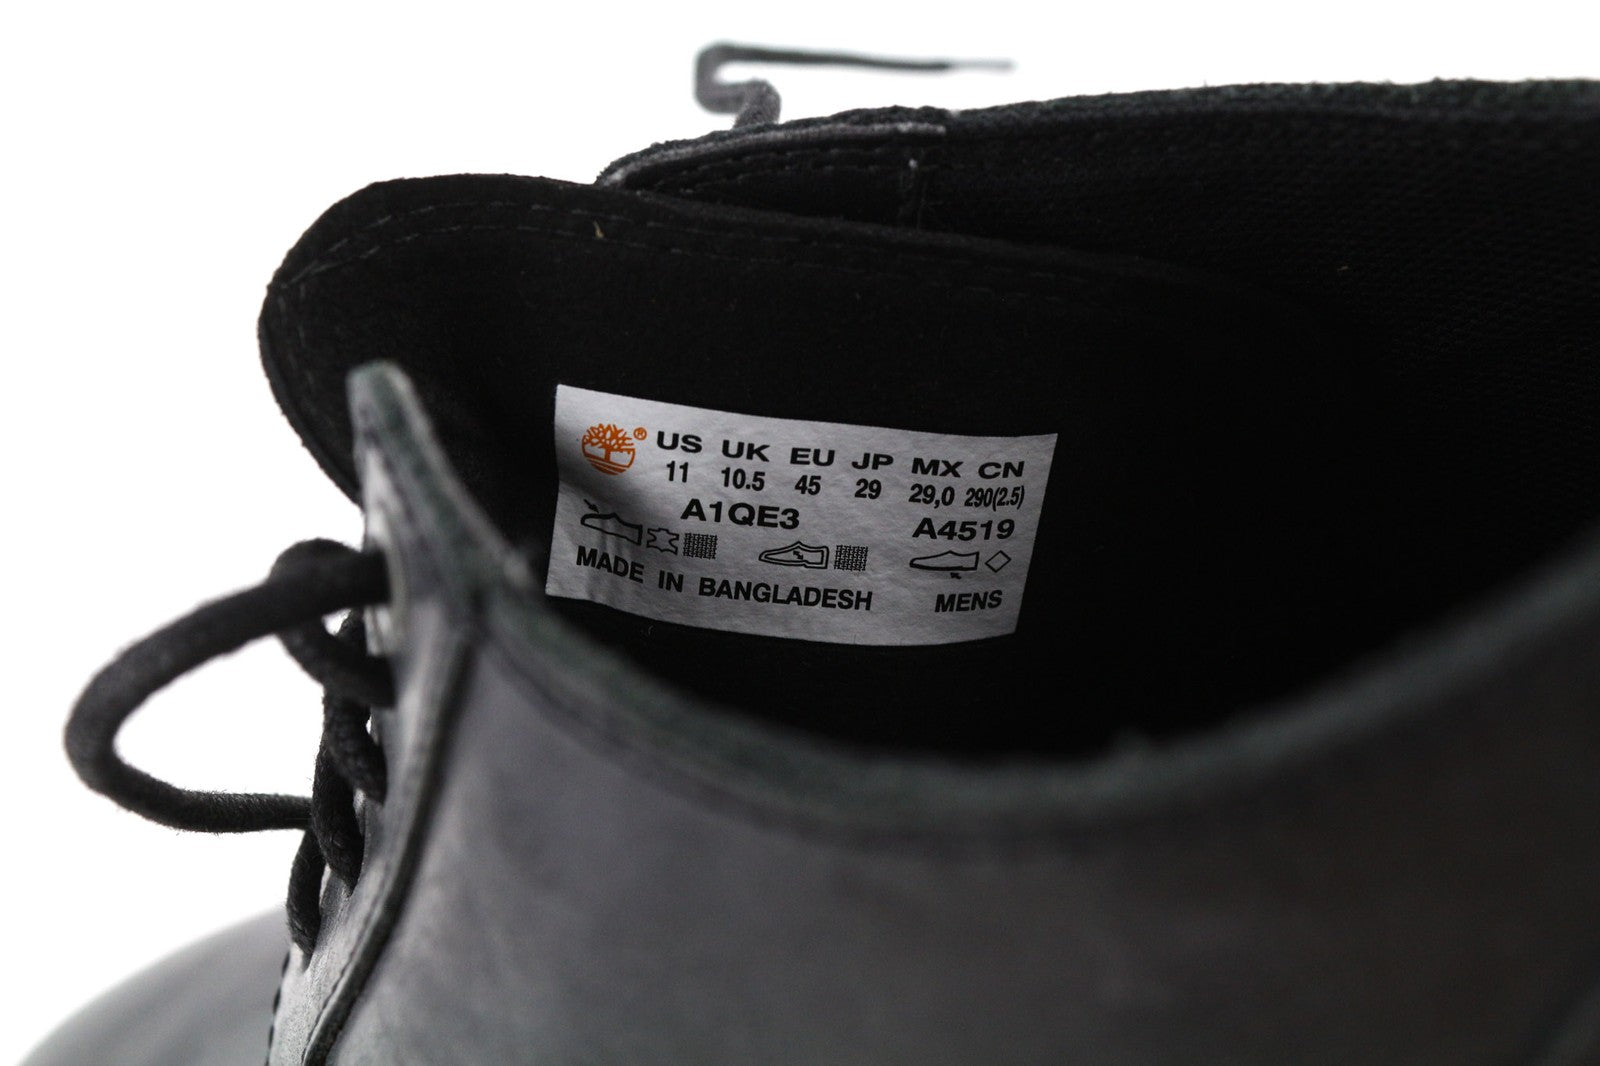 ® US UK EU JP MX CN
11 10.5 45 29 29,0 290(2.5)
A1QE3 A4519
MADE IN BANGLADESH MENS